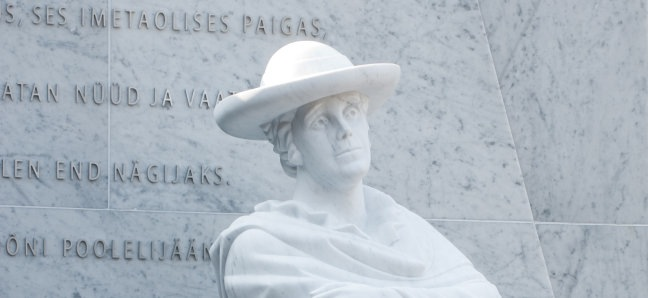 S, SES IMETAOLISES PAIGAS,
ATAN NÜÜD JA VAAT
LEN END NÄGIJAKS.
ÕNI POOLELIJÄÄN